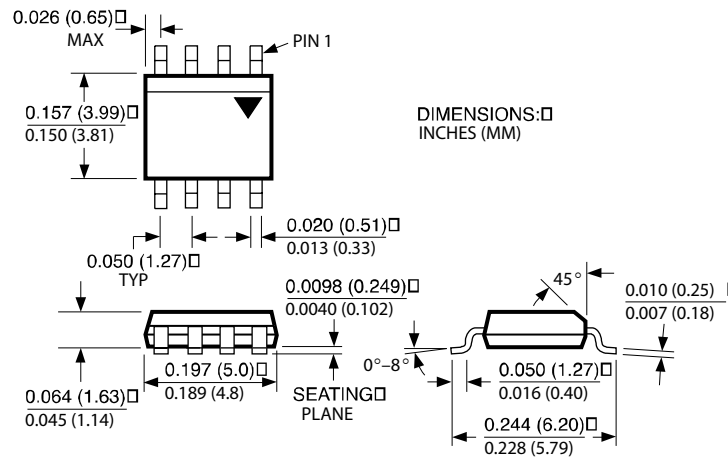 0.026 (0.65)□
MAX
PIN 1
0.157 (3.99)□
0.150 (3.81)
DIMENSIONS:□
INCHES (MM)
0.020 (0.51)□
0.013 (0.33)
0.050 (1.27)□
TYP
0.0098 (0.249)□
0.0040 (0.102)
45°
0.010 (0.25)
0.007 (0.18)
0°–8°
0.197 (5.0)□
0.189 (4.8)
0.064 (1.63)□
0.045 (1.14)
SEATING□
PLANE
0.050 (1.27)□
0.016 (0.40)
0.244 (6.20)□
0.228 (5.79)